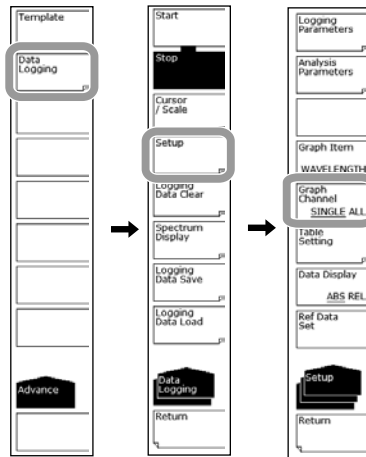 Template
Data
Logging
Advance
Start
Stop
Cursor
/ Scale
Setup
Logging
Data Clear
Spectrum
Display
Logging
Data Save
Logging
Data Load
Data
Logging
Return
Logging
Parameters
Analysis
Parameters
Graph Item
WAVELENGTH
Graph
Channel
SINGLE ALL
Table
Setting
Data Display
ABS REL
Ref Data
Set
Setup
Return